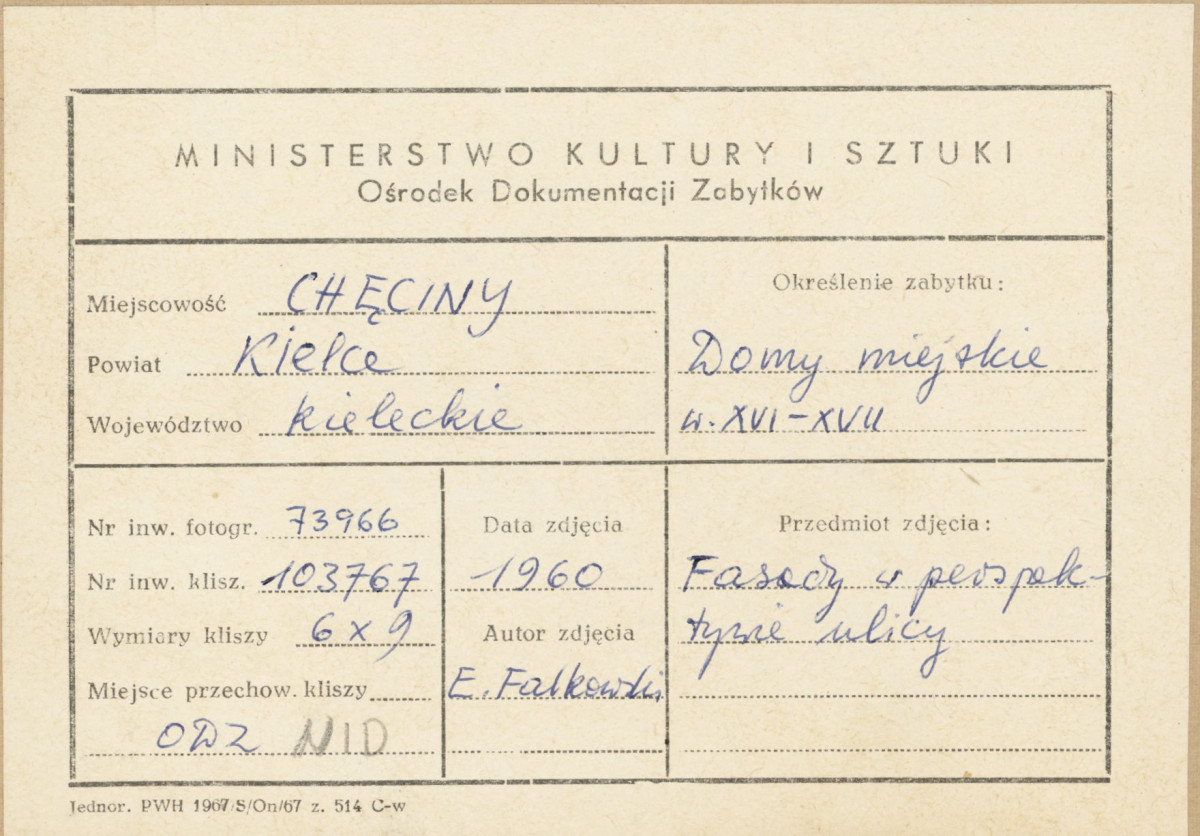 MINISTERSTWO KULTURY I SZTUKI
Ośrodek Dokumentacji Zabytków
Miejscowość CHĘCINY
Powiat Kielce
Województwo kieleckie
Określenie zabytku:
Domy miejskie
w. XVI-XVII
Nr inw. fotogr. 73966
Nr inw. klisz. 103767
Wymiary kliszy 6x9
Miejsce przechow. kliszy
ODZ NID
Data zdjęcia
1960
Autor zdjęcia
E. Falkowski
Przedmiot zdjęcia:
Fasady w perspek-
tywie ulicy
Jednor. PWH 1967/S/On/67 z. 514 C-w